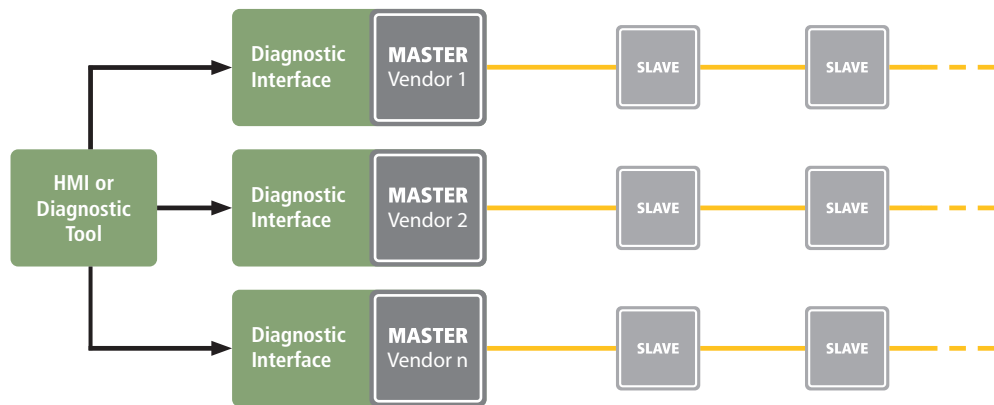 HMI or
Diagnostic
Tool
Diagnostic
Interface
MASTER
Vendor 1
SLAVE
SLAVE
Diagnostic
Interface
MASTER
Vendor 2
SLAVE
SLAVE
Diagnostic
Interface
MASTER
Vendor n
SLAVE
SLAVE